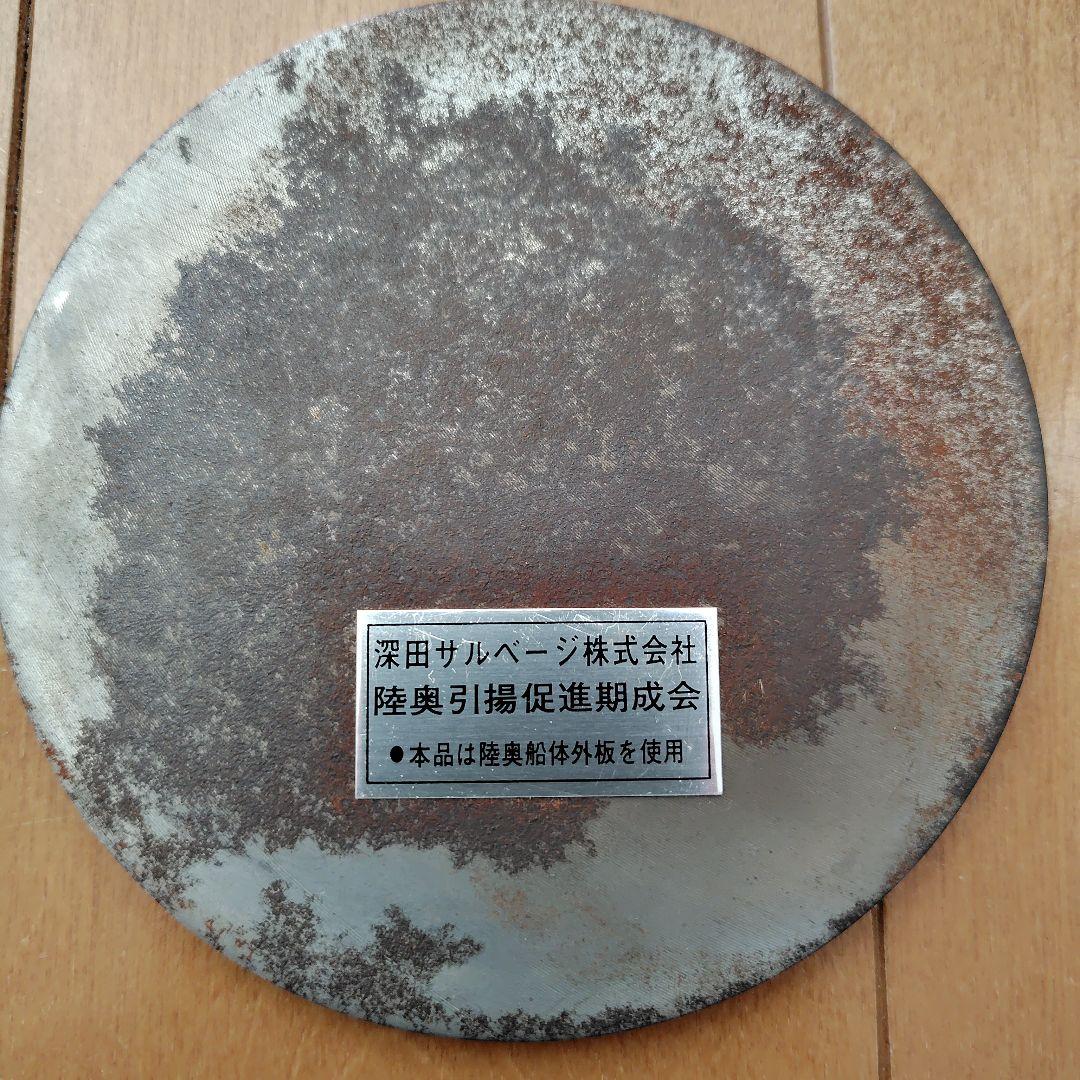 深田サルベージ株式会社
陸奥引揚促進期成会
●本品は陸奥船体外板を使用